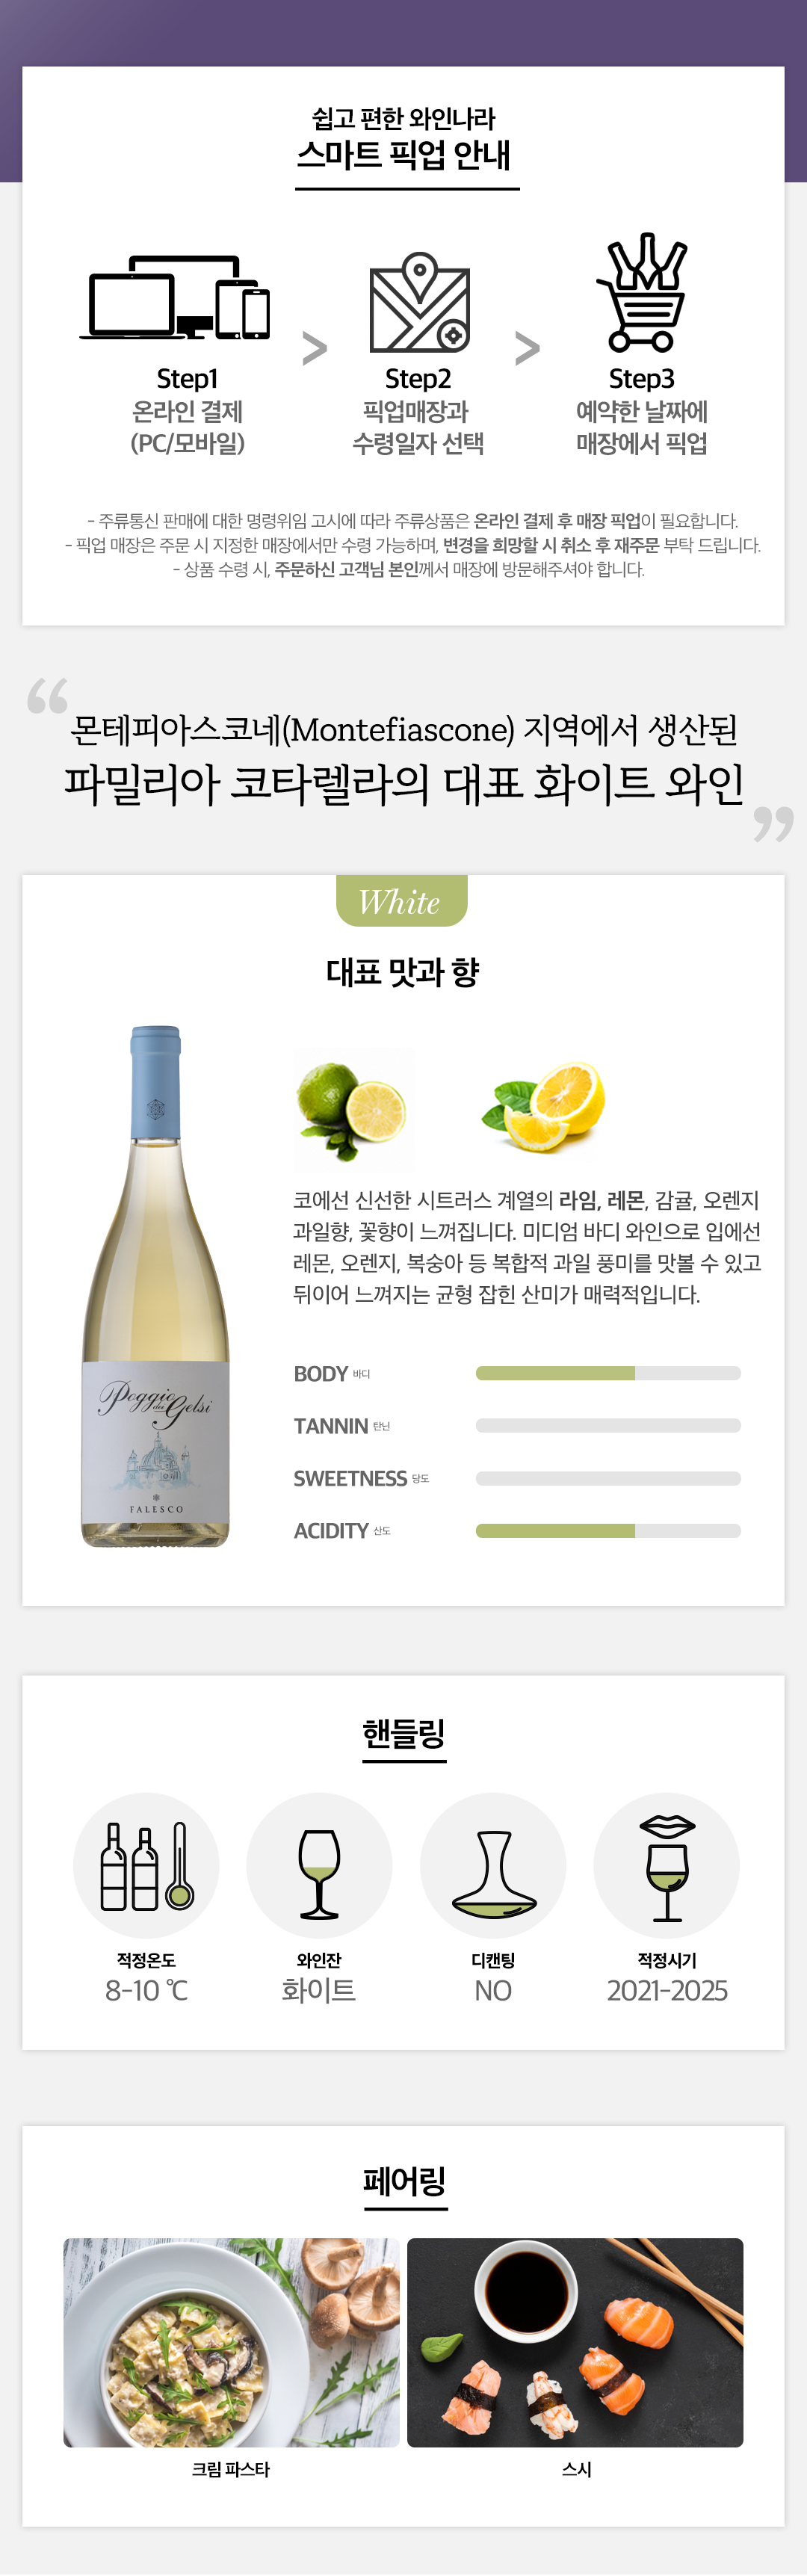 쉽고 편한 와인나라
스마트 픽업 안내
Step1
온라인 결제
(PC/모바일)
>
Step2
픽업매장과
수령일자 선택
>
Step3
예약한 날짜에
매장에서 픽업
- 주류통신 판매에 대한 명령위임 고시에 따라 주류상품은 온라인 결제 후 매장 픽업이 필요합니다.
- 픽업 매장은 주문 시 지정한 매장에서만 수령 가능하며, 변경을 희망할 시 취소 후 재주문 부탁 드립니다.
- 상품 수령 시, 주문하신 고객님 본인께서 매장에 방문해주셔야 합니다.
“몬테피아스코네(Montefiascone) 지역에서 생산된
파밀리아 코타렐라의 대표 화이트 와인”
White
대표 맛과 향
코에선 신선한 시트러스 계열의 라임, 레몬, 감귤, 오렌지
과일향, 꽃향이 느껴집니다. 미디엄 바디 와인으로 입에선
레몬, 오렌지, 복숭아 등 복합적 과일 풍미를 맛볼 수 있고
뒤이어 느껴지는 균형 잡힌 산미가 매력적입니다.
Poggio
dei Gelsi
FALESCO
BODY 바디
TANNIN 탄닌
SWEETNESS 당도
ACIDITY 산도
핸들링
적정온도
8-10 ℃
와인잔
화이트
디캔팅
NO
적정시기
2021-2025
페어링
크림 파스타
스시